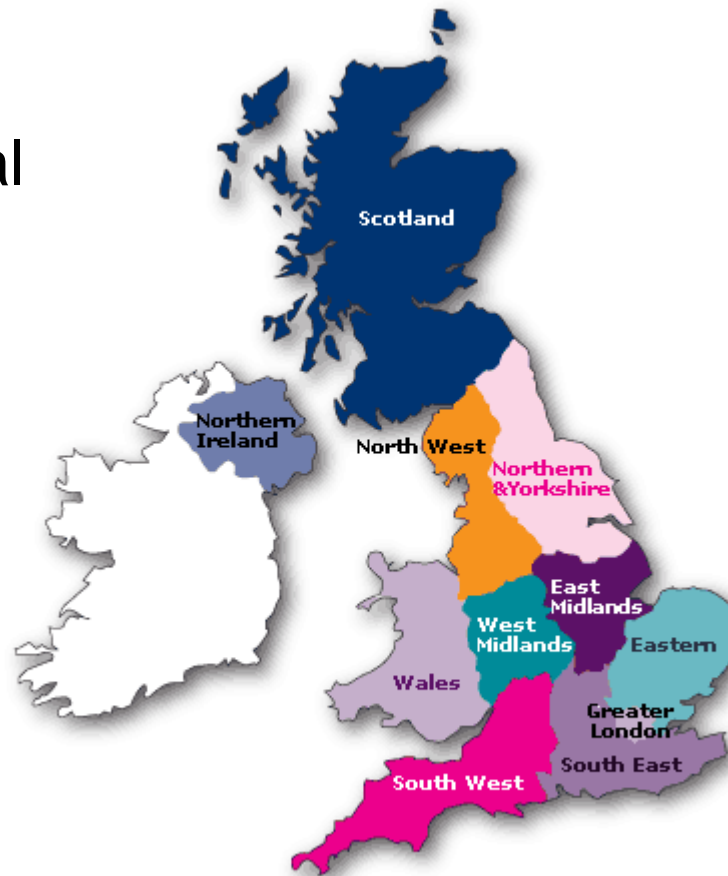 al
Scotland
Northern
Ireland
North West
Northern
&Yorkshire
East
Midlands
West
Midlands
Eastern
Wales
Greater
London
South East
South West